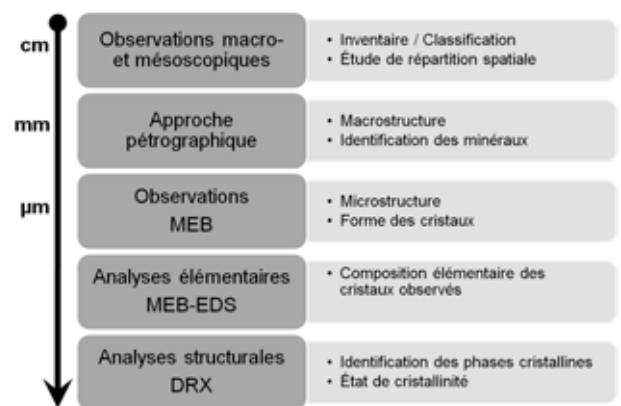 cm
Observations macro-
et mésoscopiques
• Inventaire / Classification
• Étude de répartition spatiale
mm
Approche
pétrographique
• Macrostructure
• Identification des minéraux
µm
Observations
MEB
• Microstructure
• Forme des cristaux
Analyses élémentaires
MEB-EDS
• Composition élémentaire des
cristaux observés
Analyses structurales
DRX
• Identification des phases cristallines
• État de cristallinité